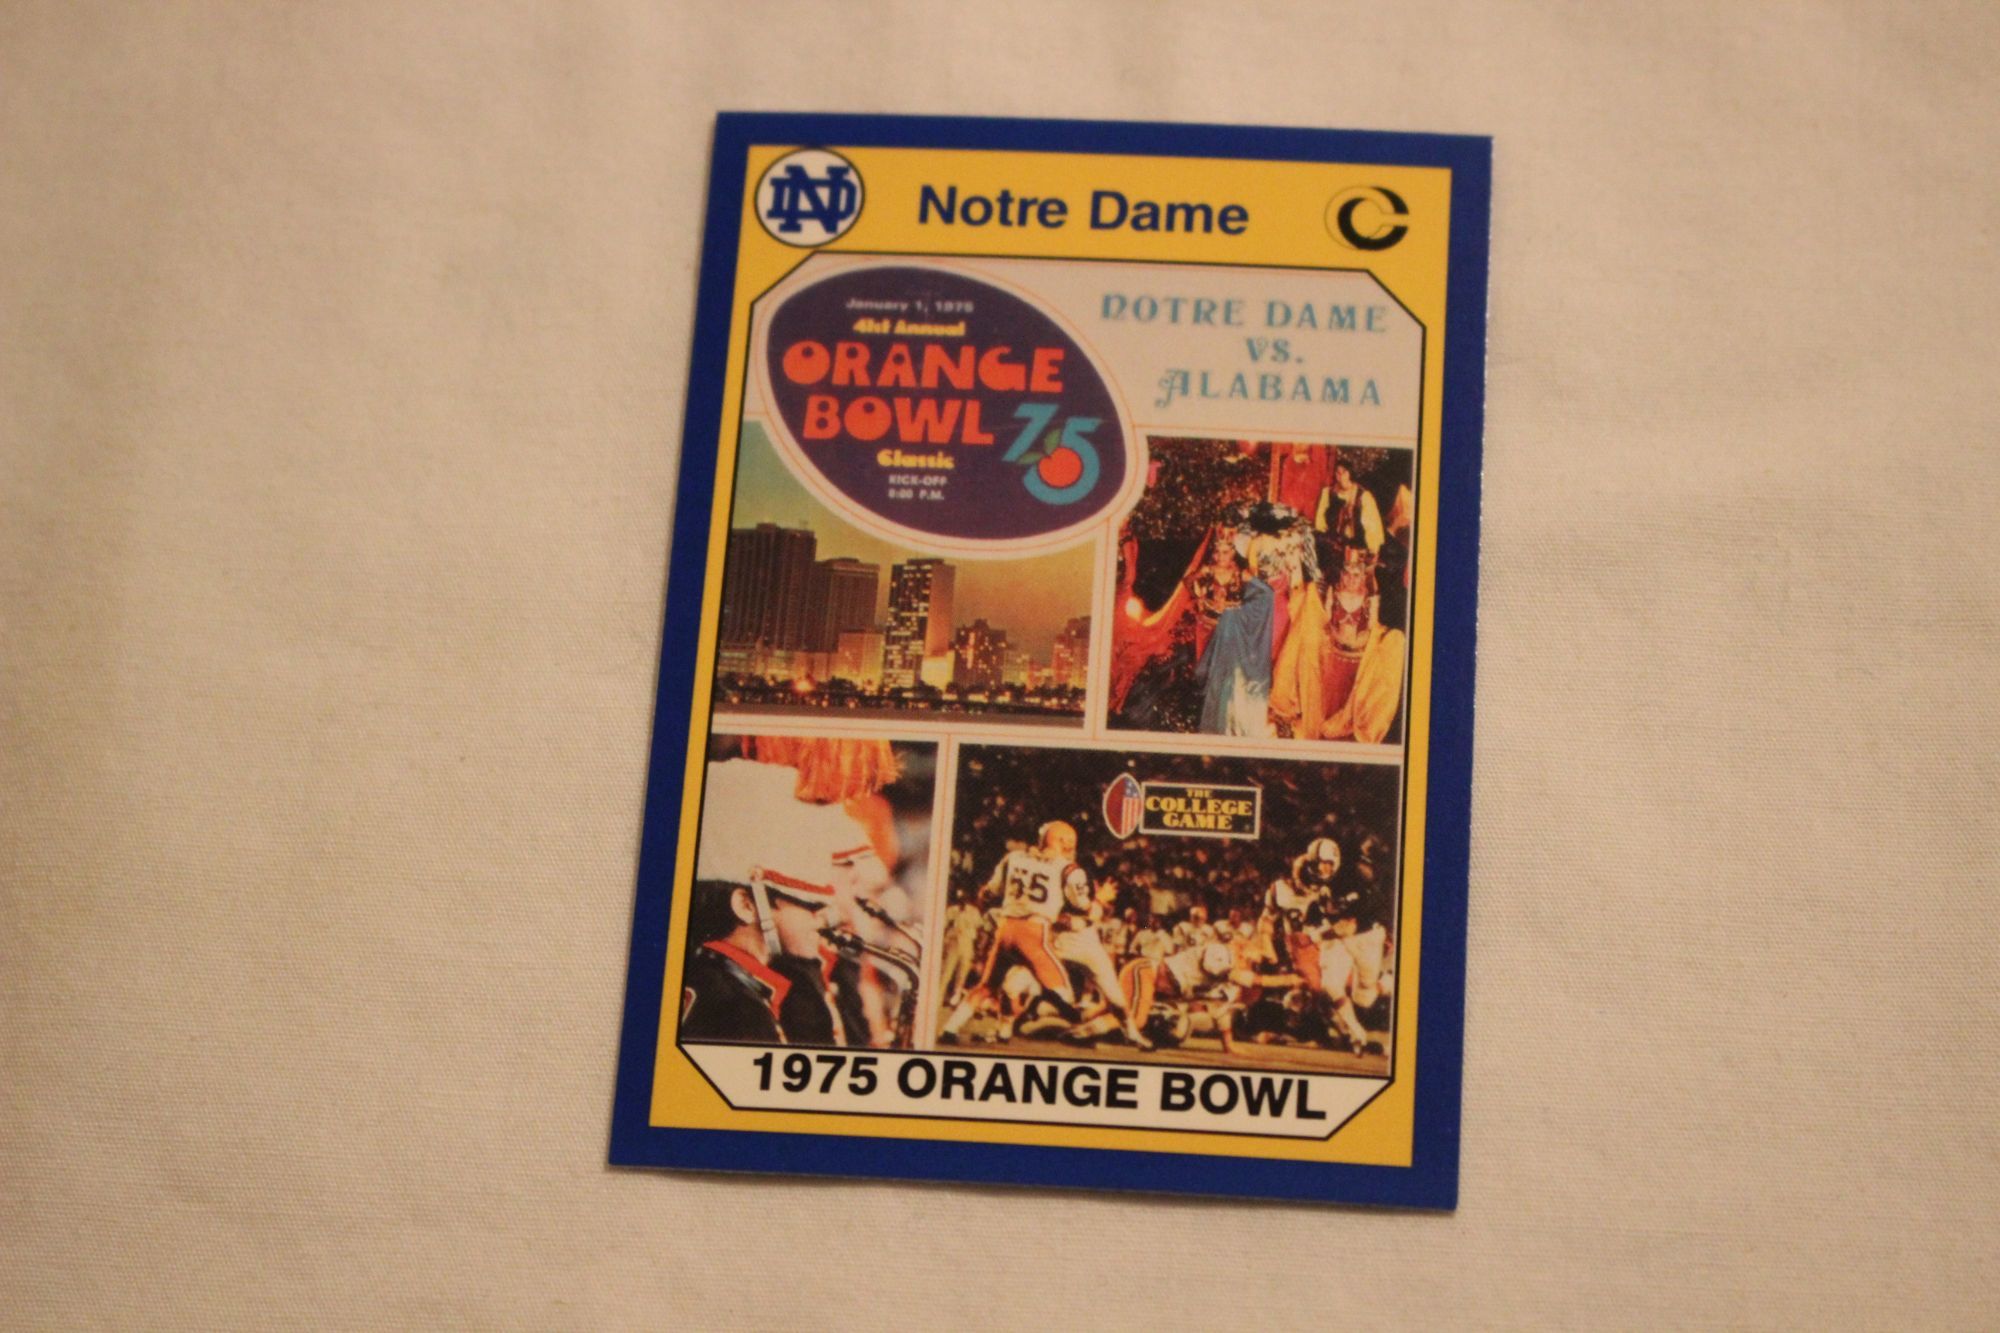 ND
Notre Dame
January 1, 1975
41st Annual
ORANGE
BOWL 75
Classic
KICK-OFF
8:00 P.M.
NOTRE DAME
VS.
ALABAMA
THE
COLLEGE
GAME
55
1975 ORANGE BOWL